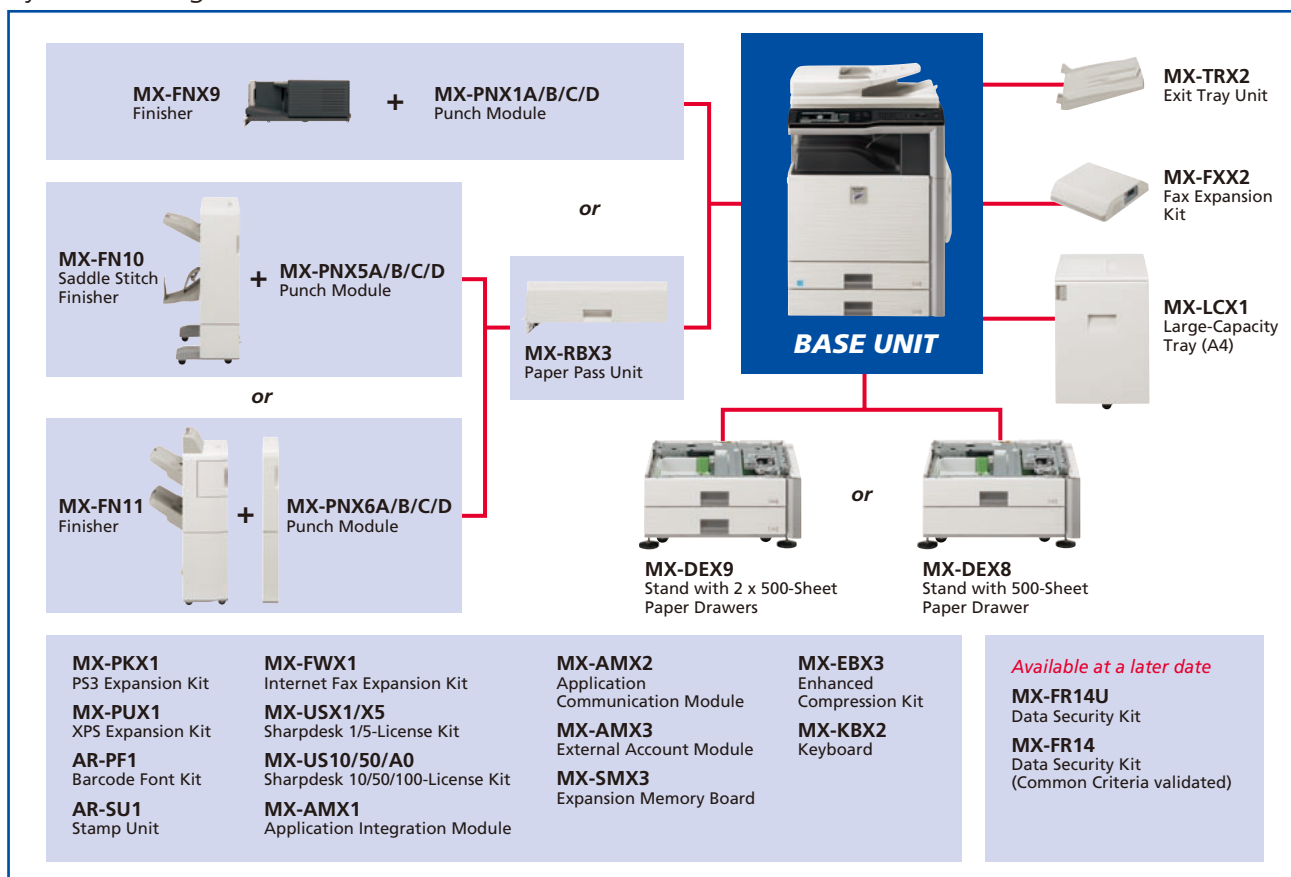 MX-FNX9
Finisher
+
MX-PNX1A/B/C/D
Punch Module
or
MX-FN10
Saddle Stitch
Finisher
+
MX-PNX5A/B/C/D
Punch Module
or
MX-FN11
Finisher
+
MX-PNX6A/B/C/D
Punch Module
MX-RBX3
Paper Pass Unit
BASE UNIT
MX-TRX2
Exit Tray Unit
MX-FXX2
Fax Expansion
Kit
MX-LCX1
Large-Capacity
Tray (A4)
MX-DEX9
Stand with 2 x 500-Sheet
Paper Drawers
or
MX-DEX8
Stand with 500-Sheet
Paper Drawer
MX-PKX1
PS3 Expansion Kit
MX-PUX1
XPS Expansion Kit
AR-PF1
Barcode Font Kit
AR-SU1
Stamp Unit
MX-FWX1
Internet Fax Expansion Kit
MX-USX1/X5
Sharpdesk 1/5-License Kit
MX-US10/50/A0
Sharpdesk 10/50/100-License Kit
MX-AMX1
Application Integration Module
MX-AMX2
Application
Communication Module
MX-AMX3
External Account Module
MX-SMX3
Expansion Memory Board
MX-EBX3
Enhanced
Compression Kit
MX-KBX2
Keyboard
Available at a later date
MX-FR14U
Data Security Kit
MX-FR14
Data Security Kit
(Common Criteria validated)